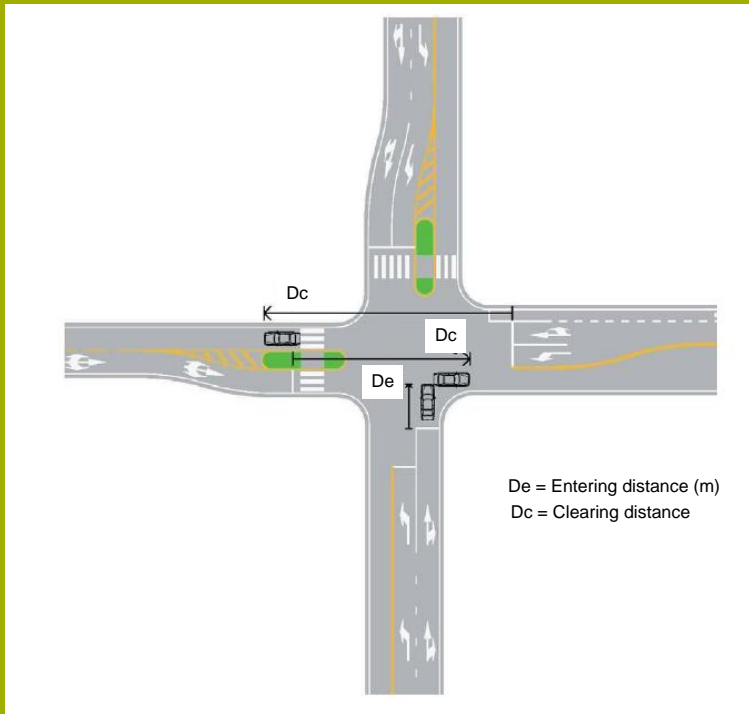 Dc
Dc
De
De = Entering distance (m)
Dc = Clearing distance